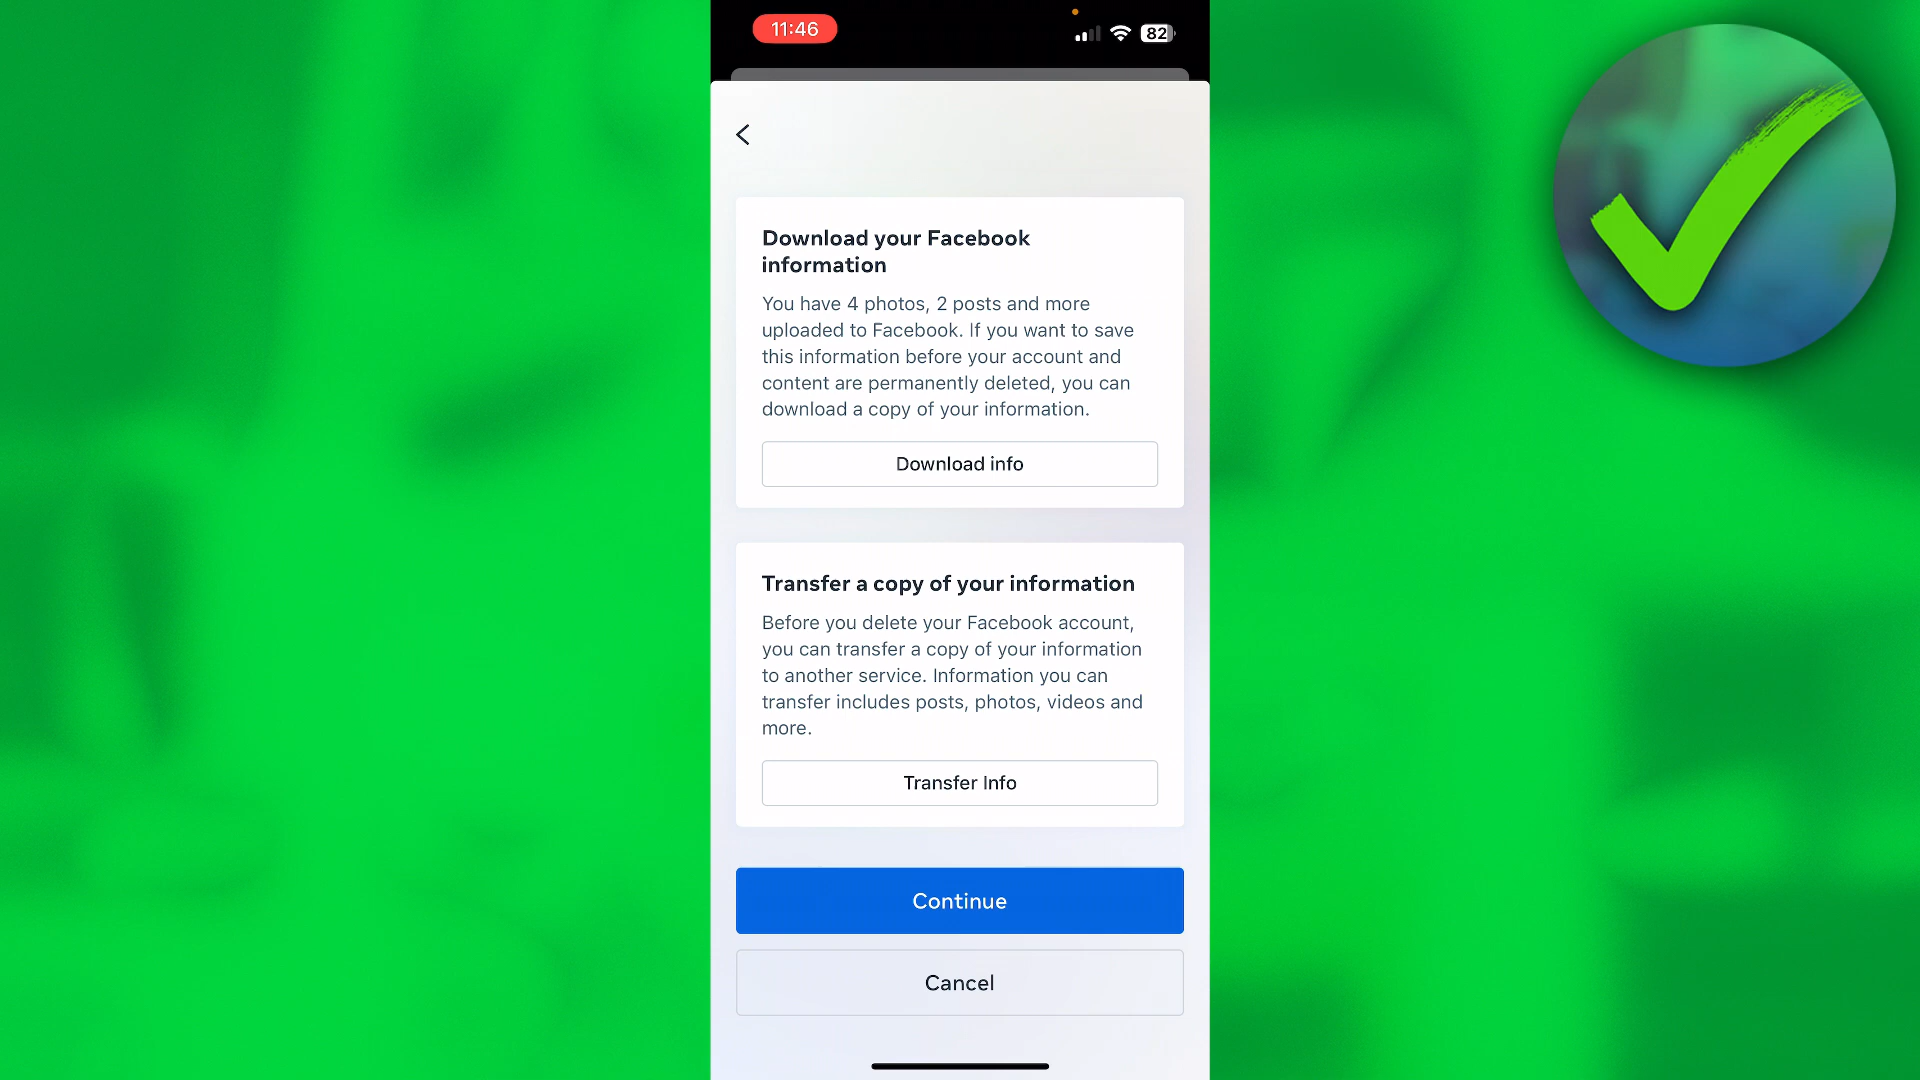 11:46
82
Download your Facebook
information
You have 4 photos, 2 posts and more
uploaded to Facebook. If you want to save
this information before your account and
content are permanently deleted, you can
download a copy of your information.
Download info
Transfer a copy of your information
Before you delete your Facebook account,
you can transfer a copy of your information
to another service. Information you can
transfer includes posts, photos, videos and
more.
Transfer Info
Continue
Cancel